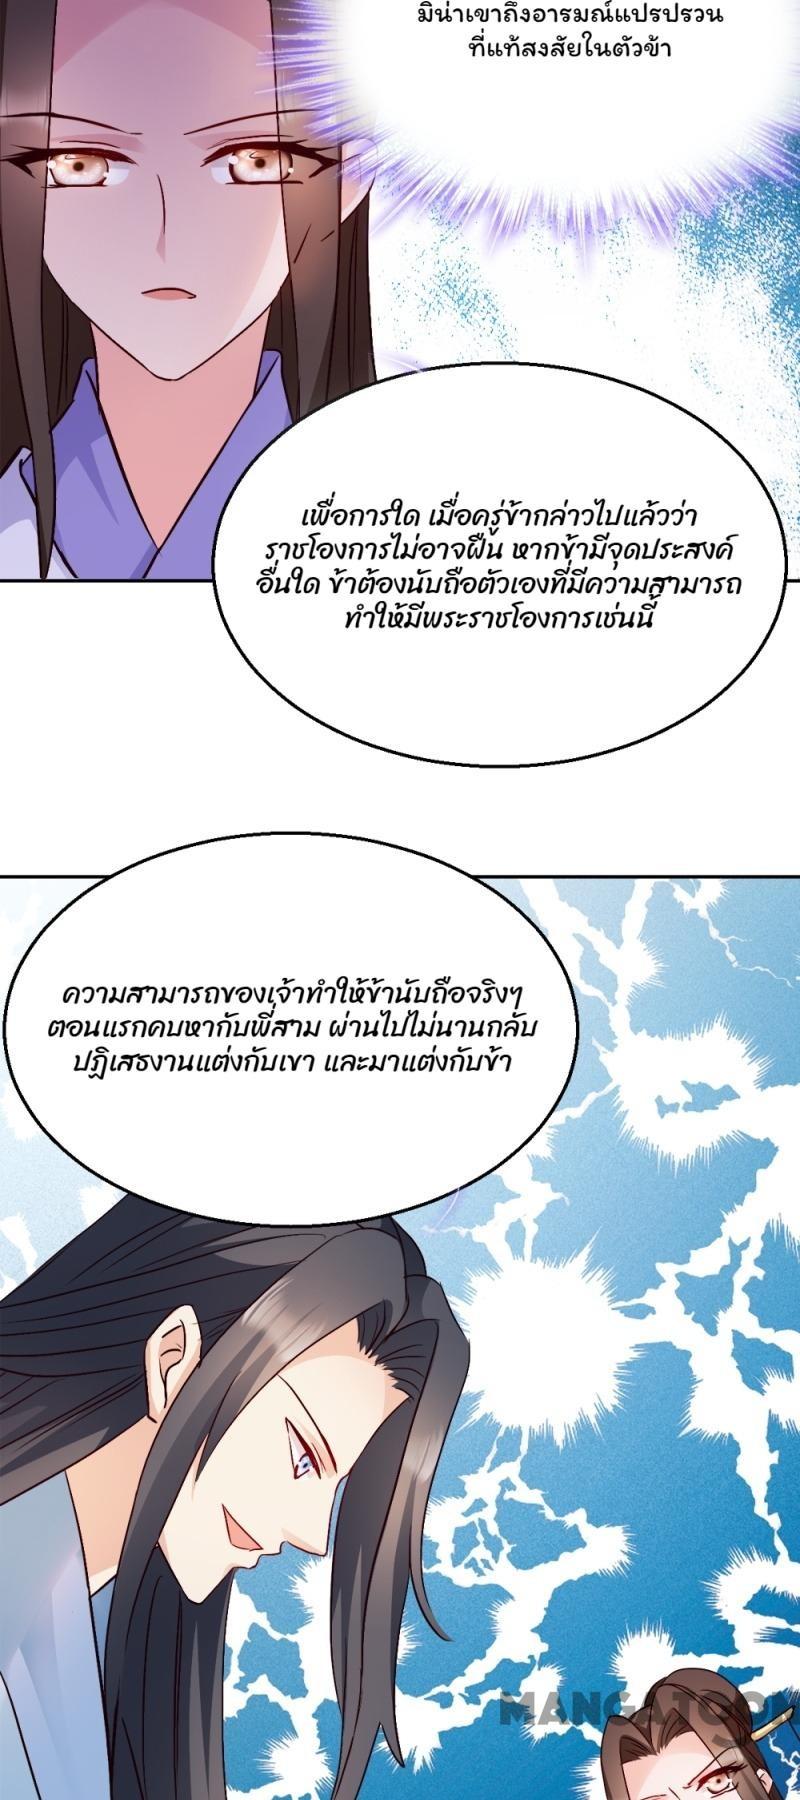 มิน่าเขาถึงอารมณ์แปรปรวน
ที่แท้สงสัยในตัวข้า
เพื่อการใด เมื่อครู่ข้ากล่าวไปแล้วว่า
ราชโองการไม่อาจฝืน หากข้ามีจุดประสงค์
อื่นใด ข้าต้องนับถือตัวเองที่มีความสามารถ
ทำให้มีพระราชโองการเช่นนี้
ความสามารถของเจ้าทำให้ข้านับถือจริงๆ
ตอนแรกคบหากับพี่สาม ผ่านไปไม่นานกลับ
ปฏิเสธงานแต่งกับเขา และมาแต่งกับข้า
MANGATOON